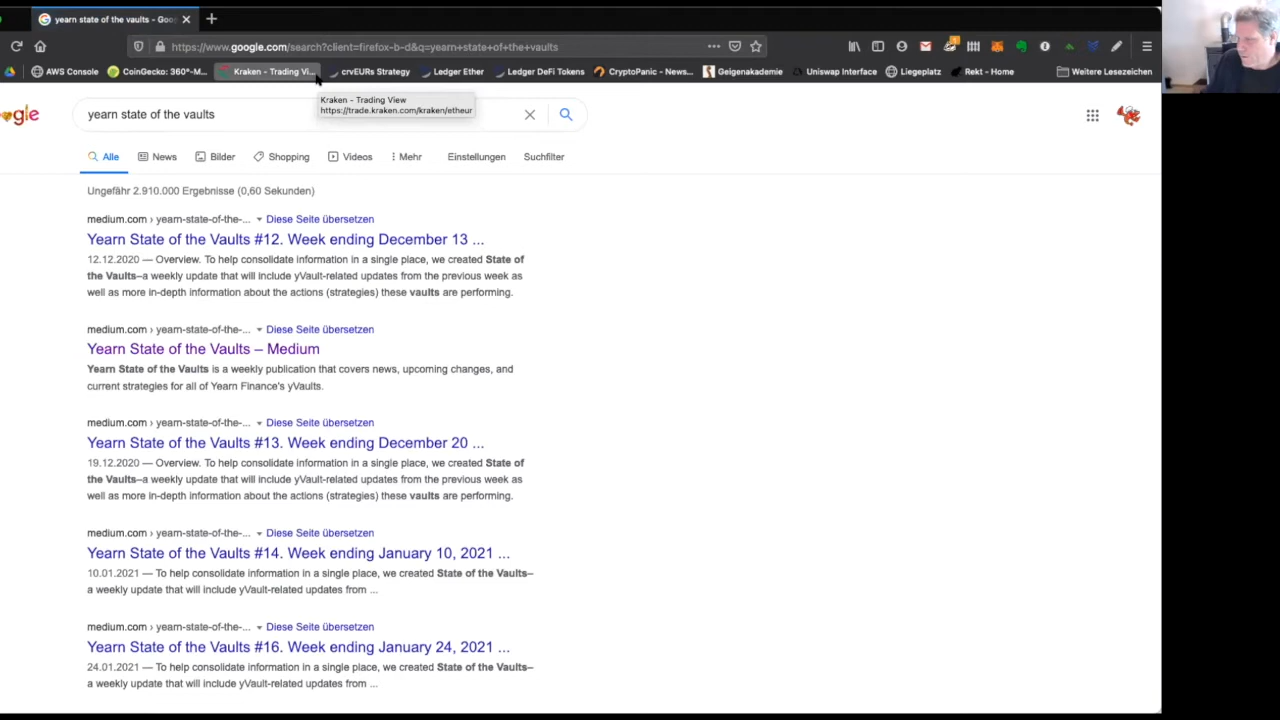 yearn state of the vaults - Goo
https://www.google.com/search?client=firefox-b-d&q=yearn+state+of+the+vaults
AWS Console
CoinGecko: 360°-M...
Kraken - Trading Vi...
crvEURs Strategy
Ledger Ether
Ledger DeFi Tokens
CryptoPanic - News...
Geigenakademie
Uniswap Interface
Liegeplatz
Rekt - Home
Weitere Lesezeichen
Kraken - Trading View
https://trade.kraken.com/kraken/etheur
gle
yearn state of the vaults
Alle
News
Bilder
Shopping
Videos
Mehr
Einstellungen
Suchfilter
Ungefähr 2.910.000 Ergebnisse (0,60 Sekunden)
medium.com › yearn-state-of-the-... Diese Seite übersetzen
Yearn State of the Vaults #12. Week ending December 13 ...
12.12.2020 — Overview. To help consolidate information in a single place, we created State of
the Vaults–a weekly update that will include yVault-related updates from the previous week as
well as more in-depth information about the actions (strategies) these vaults are performing.
medium.com › yearn-state-of-the-... Diese Seite übersetzen
Yearn State of the Vaults – Medium
Yearn State of the Vaults is a weekly publication that covers news, upcoming changes, and
current strategies for all of Yearn Finance's yVaults.
medium.com › yearn-state-of-the-... Diese Seite übersetzen
Yearn State of the Vaults #13. Week ending December 20 ...
19.12.2020 — Overview. To help consolidate information in a single place, we created State of
the Vaults–a weekly update that will include yVault-related updates from the previous week as
well as more in-depth information about the actions (strategies) these vaults are performing.
medium.com › yearn-state-of-the-... Diese Seite übersetzen
Yearn State of the Vaults #14. Week ending January 10, 2021 ...
10.01.2021 — To help consolidate information in a single place, we created State of the Vaults–
a weekly update that will include yVault-related updates from ...
medium.com › yearn-state-of-the-... Diese Seite übersetzen
Yearn State of the Vaults #16. Week ending January 24, 2021 ...
24.01.2021 — To help consolidate information in a single place, we created State of the Vaults–
a weekly update that will include yVault-related updates from ...